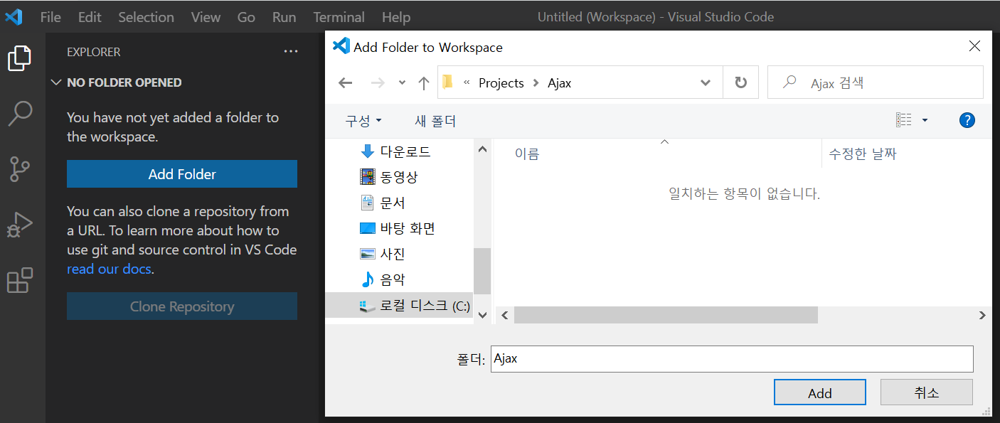 File Edit Selection View Go Run Terminal Help Untitled (Workspace) - Visual Studio Code
EXPLORER
NO FOLDER OPENED
You have not yet added a folder to
the workspace.
Add Folder
You can also clone a repository from
a URL. To learn more about how to
use git and source control in VS Code
read our docs.
Clone Repository
Add Folder to Workspace
« Projects > Ajax
Ajax 검색
구성
새 폴더
다운로드
동영상
문서
바탕 화면
사진
음악
로컬 디스크 (C:)
이름
수정한 날짜
일치하는 항목이 없습니다.
폴더: Ajax
Add
취소